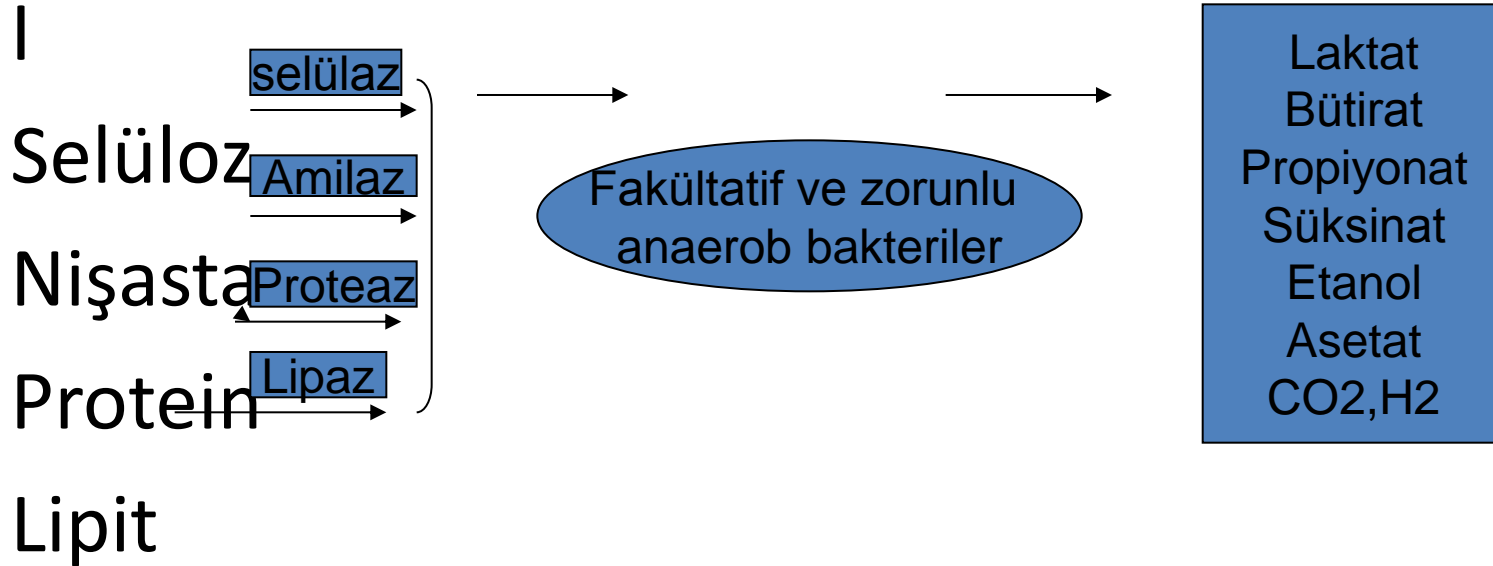 I
Selüloz
Nişasta
Protein
Lipit
selülaz
Amilaz
Proteaz
Lipaz
Fakültatif ve zorunlu
anaerob bakteriler
Laktat
Bütirat
Propiyonat
Süksinat
Etanol
Asetat
CO2,H2